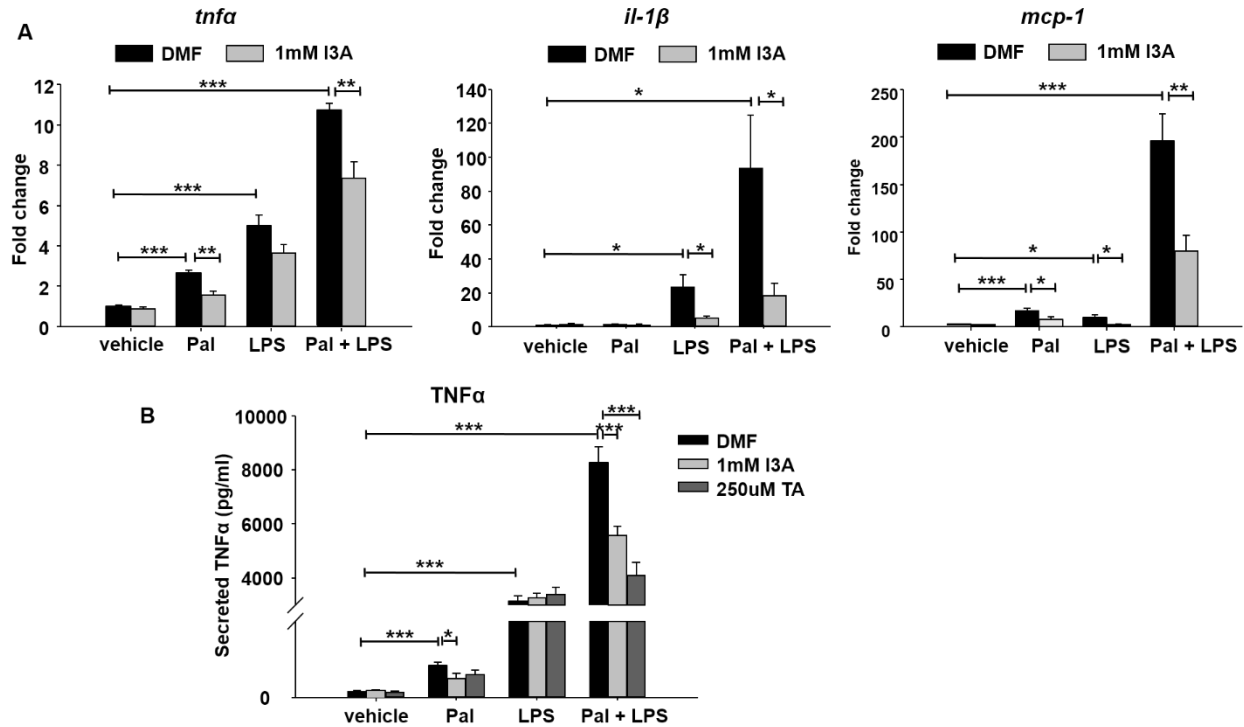 A
tnfα
DMF 1mM I3A
Fold change
12
10
8
6
4
2
0
***
**
***
***
**
vehicle Pal LPS Pal + LPS
il-1β
DMF 1mM I3A
Fold change
140
120
100
80
60
40
20
0
*
*
*
*
vehicle Pal LPS Pal + LPS
mcp-1
DMF 1mM I3A
Fold change
250
200
150
100
50
0
***
**
*
*
***
*
vehicle Pal LPS Pal + LPS
B
TNFα
DMF
1mM I3A
250uM TA
Secreted TNFα (pg/ml)
10000
8000
6000
4000
0
***
***
***
***
***
*
vehicle Pal LPS Pal + LPS